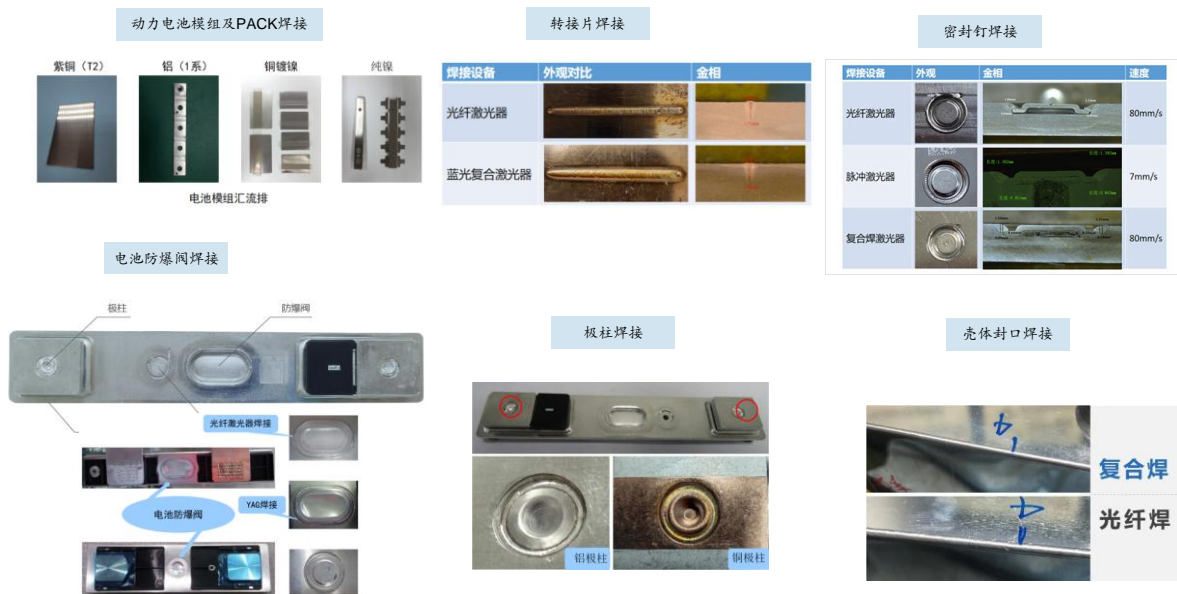 动力电池模组及PACK焊接
紫铜（T2）
铝（1系）
铜镀镍
纯镍
电池模组汇流排
转接片焊接
焊接设备
外观对比
金相
光纤激光器
蓝光复合激光器
密封钉焊接
焊接设备
外观
金相
速度
光纤激光器
80mm/s
脉冲激光器
7mm/s
复合焊激光器
80mm/s
电池防爆阀焊接
极柱
防爆阀
光纤激光器焊接
YAG焊接
电池防爆阀
极柱焊接
铝极柱
铜极柱
壳体封口焊接
复合焊
光纤焊